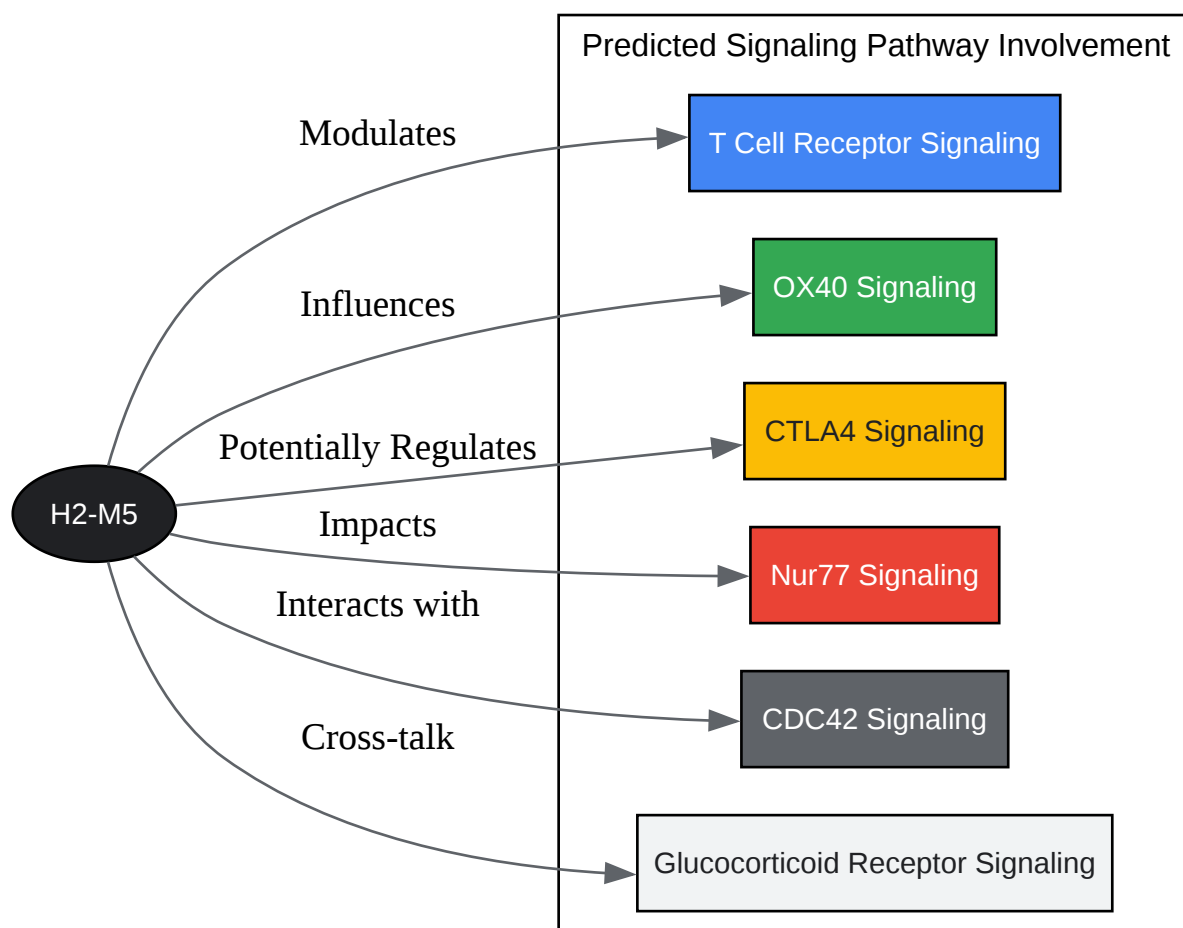 Predicted Signaling Pathway Involvement
Modulates
T Cell Receptor Signaling
Influences
OX40 Signaling
Potentially Regulates
CTLA4 Signaling
H2-M5
Impacts
Nur77 Signaling
Interacts with
CDC42 Signaling
Cross-talk
Glucocorticoid Receptor Signaling